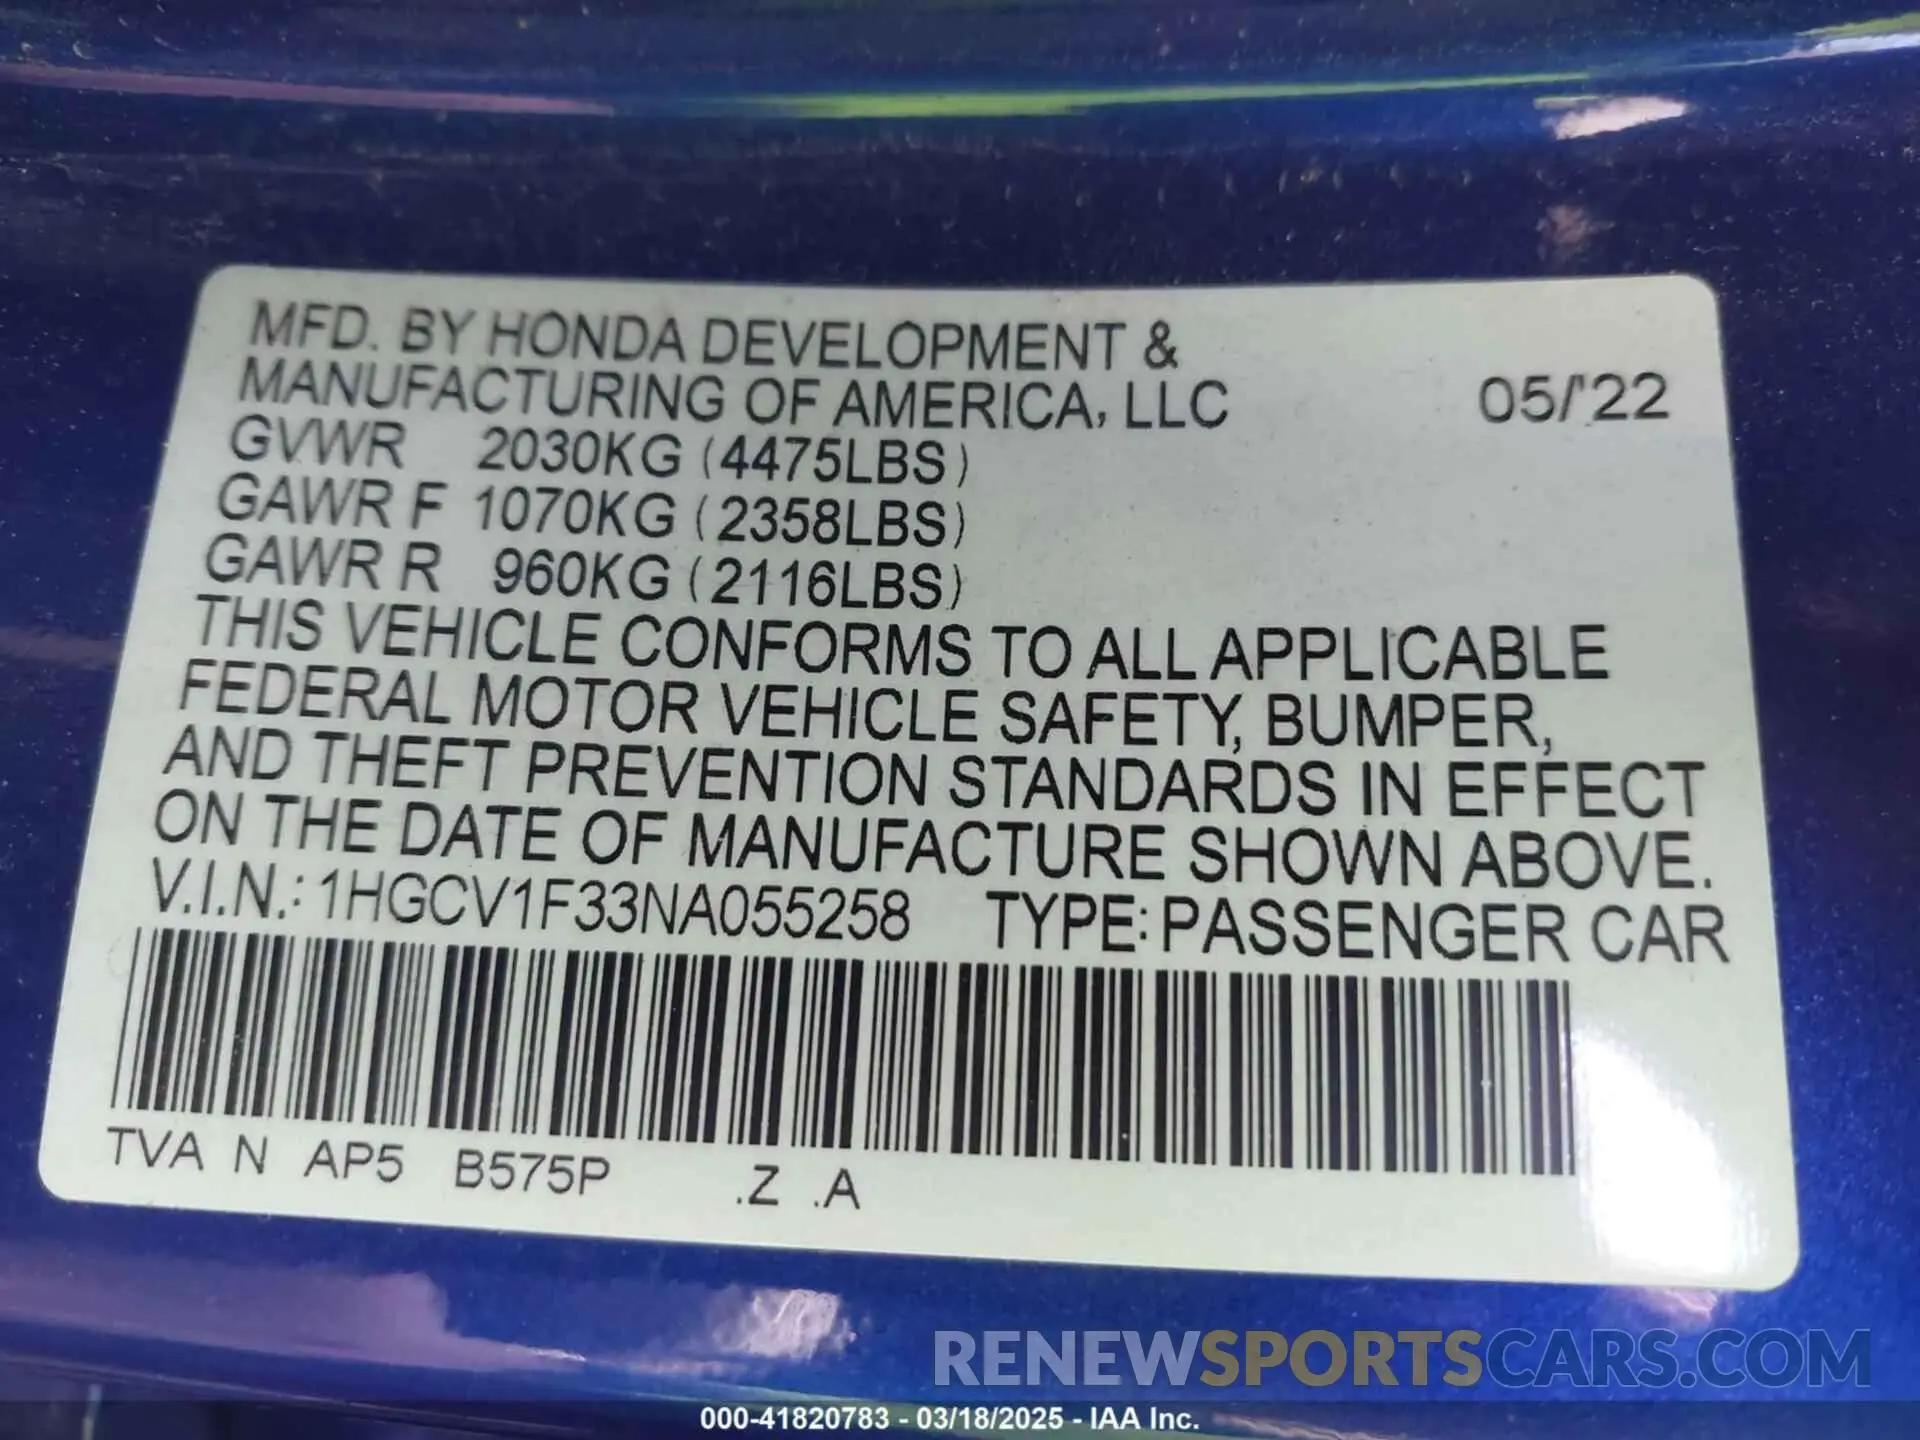 MFD. BY HONDA DEVELOPMENT &
MANUFACTURING OF AMERICA, LLC 05/'22
GVWR 2030KG (4475LBS)
GAWR F 1070KG (2358LBS)
GAWR R 960KG (2116LBS)
THIS VEHICLE CONFORMS TO ALL APPLICABLE
FEDERAL MOTOR VEHICLE SAFETY, BUMPER,
AND THEFT PREVENTION STANDARDS IN EFFECT
ON THE DATE OF MANUFACTURE SHOWN ABOVE.
V.I.N.: 1HGCV1F33NA055258 TYPE: PASSENGER CAR
TVA N AP5 B575P .Z .A
RENEWSPORTSCARS.COM
000-41820783 - 03/18/2025 - IAA Inc.